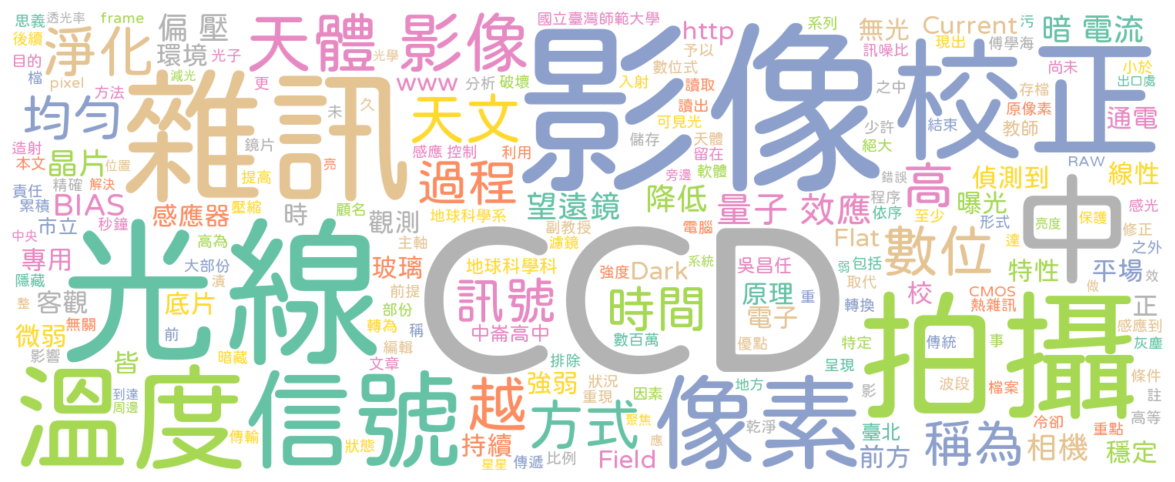 思義 透光率 frame 偏 壓 天體 影像 國立臺灣師範大學 http 系列 無光 Current 污 暗 電流
後續 淨化 環境 光子 光學 予以 訊噪比 現出 傅學海
目的 減光 更 www 分析 破壞 入射 數位式 讀取 之中 尚未 小於
檔 pixel 雜訊 影像校正 出口處
方法 未 久 天文 讀出 存檔 原像素 通電
均勻 鏡片 可見光 少許 結束 教師
造射 晶片 亮 感應 控制 利用 儲存 天體 留在 絕大
本文 位置 提高 過程 旁邊 軟體 錯誤 高 偵測到 RAW 線性
責任 精確 解決 壓縮 望遠鏡 降低 量子 效應 曝光 感光
累積 BIAS 感應器 時 顧名 地球科學系 程序 依序 至少 形式 亮度 保護
市立 秒鐘 觀測 副教授 電腦 Flat 中 達 修正
中央 高為 光線 主軸 濾鏡 CCD 數位 之外
專用 大部份 玻璃 地球科學科 強度 Dark 系統 吳昌任 弱 包括 特性 平場 效
隱藏 漬 前提 訊號 時間 原理 重 取代 校 CMOS 做
整 客觀 底片 部份 稱 電子 轉換 熱雜訊 正
微弱 無關 前 轉為 中崙高中 數百萬 拍攝 感應到
影響 皆 暗藏 編輯 優點 特定 傳統 事 灰塵
文章 排除 呈現
溫度 到達 信號 越 強弱 狀況 因素 地方 像素 影 波段 檔案 條件
周邊 重現 註
傳輸 方式 聚焦 乾淨 臺北 稱為 冷卻 重點 高等
狀態 持續 應 相機
星星 傳遞 比例 Field 前方 穩定